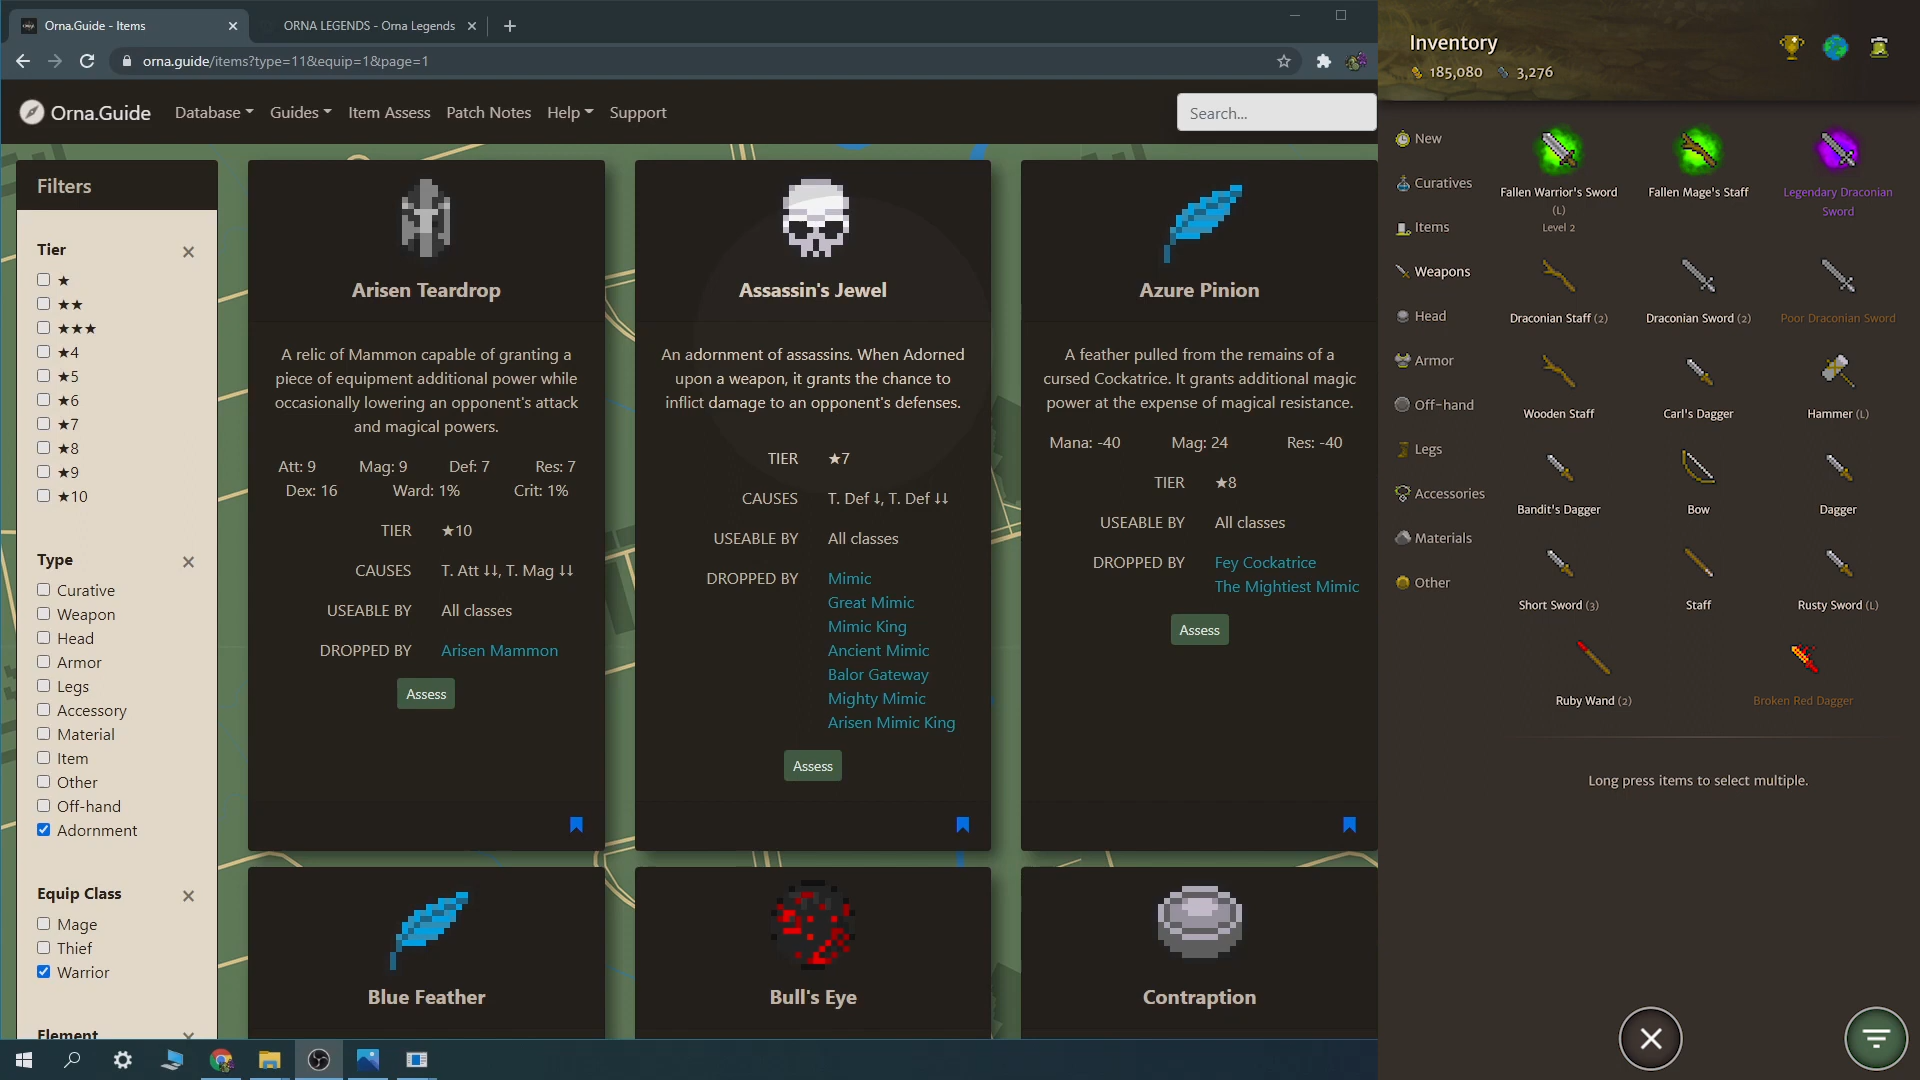 Orna.Guide - Items
ORNA LEGENDS - Orna Legends
orna.guide/items?type=11&equip=1&page=1
Orna.Guide
Database
Guides
Item Assess
Patch Notes
Help
Support
Search...
Filters
Tier
★
★★
★★★
★4
★5
★6
★7
★8
★9
★10
Type
Curative
Weapon
Head
Armor
Legs
Accessory
Material
Item
Other
Off-hand
Adornment
Equip Class
Mage
Thief
Warrior
Element
Arisen Teardrop
A relic of Mammon capable of granting a
piece of equipment additional power while
occasionally lowering an opponent's attack
and magical powers.
Att: 9 Mag: 9 Def: 7 Res: 7
Dex: 16 Ward: 1% Crit: 1%
TIER ★10
CAUSES T. Att ↓↓, T. Mag ↓↓
USEABLE BY All classes
DROPPED BY Arisen Mammon
Assess
Assassin's Jewel
An adornment of assassins. When Adorned
upon a weapon, it grants the chance to
inflict damage to an opponent's defenses.
TIER ★7
CAUSES T. Def ↓, T. Def ↓↓
USEABLE BY All classes
DROPPED BY Mimic
Great Mimic
Mimic King
Ancient Mimic
Balor Gateway
Mighty Mimic
Arisen Mimic King
Assess
Azure Pinion
A feather pulled from the remains of a
cursed Cockatrice. It grants additional magic
power at the expense of magical resistance.
Mana: -40 Mag: 24 Res: -40
TIER ★8
USEABLE BY All classes
DROPPED BY Fey Cockatrice
The Mightiest Mimic
Assess
Blue Feather
Bull's Eye
Contraption
Inventory
185,080 3,276
New
Curatives
Items
Weapons
Head
Armor
Off-hand
Legs
Accessories
Materials
Other
Fallen Warrior's Sword
(L)
Level 2
Fallen Mage's Staff
Legendary Draconian
Sword
Draconian Staff (2)
Draconian Sword (2)
Poor Draconian Sword
Wooden Staff
Carl's Dagger
Hammer (L)
Bandit's Dagger
Bow
Dagger
Short Sword (3)
Staff
Rusty Sword (L)
Ruby Wand (2)
Broken Red Dagger
Long press items to select multiple.